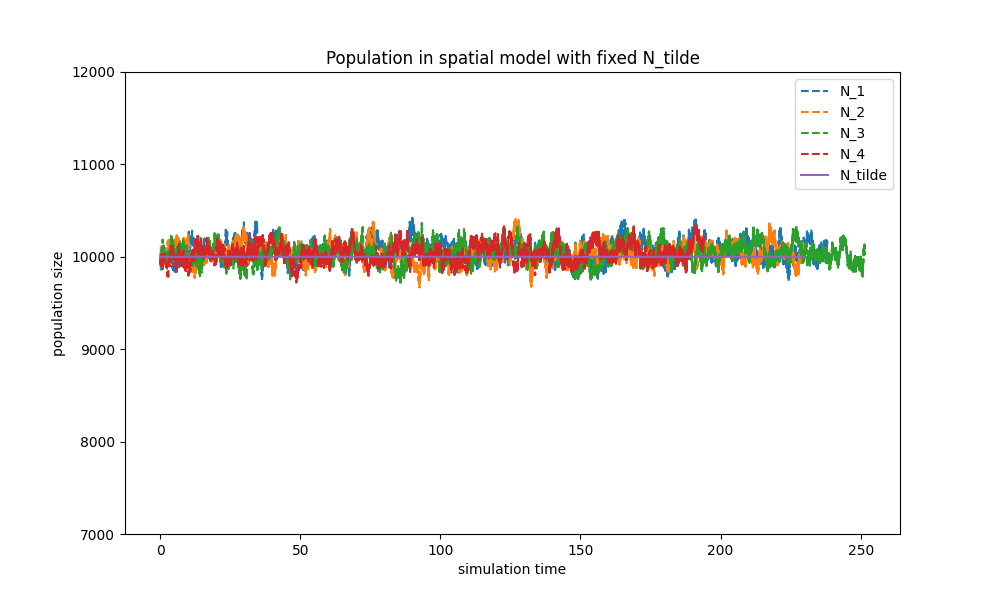 Population in spatial model with fixed N_tilde
12000
11000
10000
9000
8000
7000
population size
0 50 100 150 200 250
simulation time
N_1
N_2
N_3
N_4
N_tilde